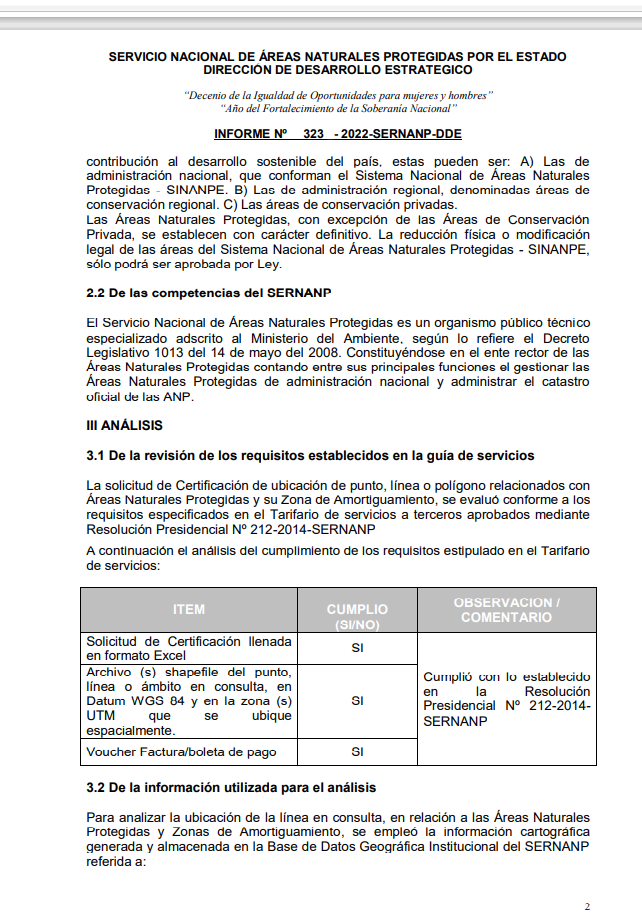 SERVICIO NACIONAL DE ÁREAS NATURALES PROTEGIDAS POR EL ESTADO
DIRECCIÓN DE DESARROLLO ESTRATEGICO
“Decenio de la Igualdad de Oportunidades para mujeres y hombres”
“Año del Fortalecimiento de la Soberanía Nacional”
INFORME Nº 323 - 2022-SERNANP-DDE
contribución al desarrollo sostenible del país, estas pueden ser: A) Las de
administración nacional, que conforman el Sistema Nacional de Áreas Naturales
Protegidas - SINANPE. B) Las de administración regional, denominadas áreas de
conservación regional. C) Las áreas de conservación privadas.
Las Áreas Naturales Protegidas, con excepción de las Áreas de Conservación
Privada, se establecen con carácter definitivo. La reducción física o modificación
legal de las áreas del Sistema Nacional de Áreas Naturales Protegidas - SINANPE,
sólo podrá ser aprobada por Ley.
2.2 De las competencias del SERNANP
El Servicio Nacional de Áreas Naturales Protegidas es un organismo público técnico
especializado adscrito al Ministerio del Ambiente, según lo refiere el Decreto
Legislativo 1013 del 14 de mayo del 2008. Constituyéndose en el ente rector de las
Áreas Naturales Protegidas contando entre sus principales funciones el gestionar las
Áreas Naturales Protegidas de administración nacional y administrar el catastro
oficial de las ANP.
III ANÁLISIS
3.1 De la revisión de los requisitos establecidos en la guía de servicios
La solicitud de Certificación de ubicación de punto, línea o polígono relacionados con
Áreas Naturales Protegidas y su Zona de Amortiguamiento, se evaluó conforme a los
requisitos especificados en el Tarifario de servicios a terceros aprobados mediante
Resolución Presidencial Nº 212-2014-SERNANP
A continuación el análisis del cumplimiento de los requisitos estipulado en el Tarifario
de servicios:
ITEM
CUMPLIO
(SI/NO)
OBSERVACION /
COMENTARIO
Solicitud de Certificación llenada
en formato Excel
SI
Archivo (s) shapefile del punto,
línea o ámbito en consulta, en
Datum WGS 84 y en la zona (s)
UTM que se ubique
espacialmente.
SI
Cumplió con lo establecido
en la Resolución
Presidencial Nº 212-2014-
SERNANP
Voucher Factura/boleta de pago
SI
3.2 De la información utilizada para el análisis
Para analizar la ubicación de la línea en consulta, en relación a las Áreas Naturales
Protegidas y Zonas de Amortiguamiento, se empleó la información cartográfica
generada y almacenada en la Base de Datos Geográfica Institucional del SERNANP
referida a:
2